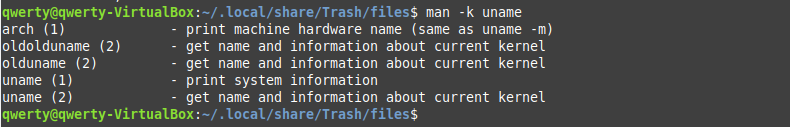 qwerty@qwerty-VirtualBox:~/.local/share/Trash/files$ man -k uname
arch (1)             - print machine hardware name (same as uname -m)
oldolduname (2)      - get name and information about current kernel
olduname (2)         - get name and information about current kernel
uname (1)            - print system information
uname (2)            - get name and information about current kernel
qwerty@qwerty-VirtualBox:~/.local/share/Trash/files$